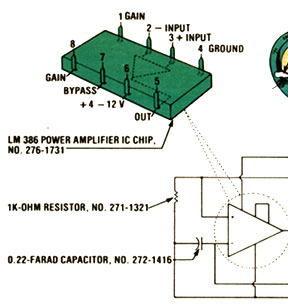 1 GAIN
2 - INPUT
3 + INPUT
4 GROUND
8
GAIN
7
BYPASS
6
+ 4 - 12 V
5
OUT
LM 386 POWER AMPLIFIER IC CHIP,
NO. 276-1731
1K-OHM RESISTOR, NO. 271-1321
0.22-FARAD CAPACITOR, NO. 272-1416